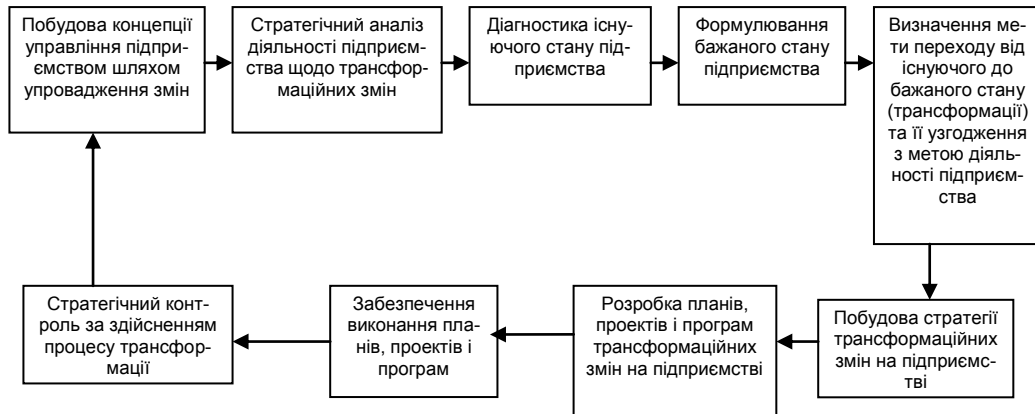 Побудова концепції
управління підпри-
ємством шляхом
упровадження змін
Стратегічний аналіз
діяльності підприєм-
ства щодо трансфор-
маційних змін
Діагностика існу-
ючого стану під-
приємства
Формулювання
бажаного стану
підприємства
Визначення ме-
ти переходу від
існуючого до
бажаного стану
(трансформації)
та її узгодження
з метою діяль-
ності підприєм-
ства
Побудова стратегії
трансформаційних
змін на підприємс-
тві
Розробка планів,
проектів і програм
трансформаційних
змін на підприємстві
Забезпечення
виконання пла-
нів, проектів і
програм
Стратегічний конт-
роль за здійсненням
процесу трансфор-
мації